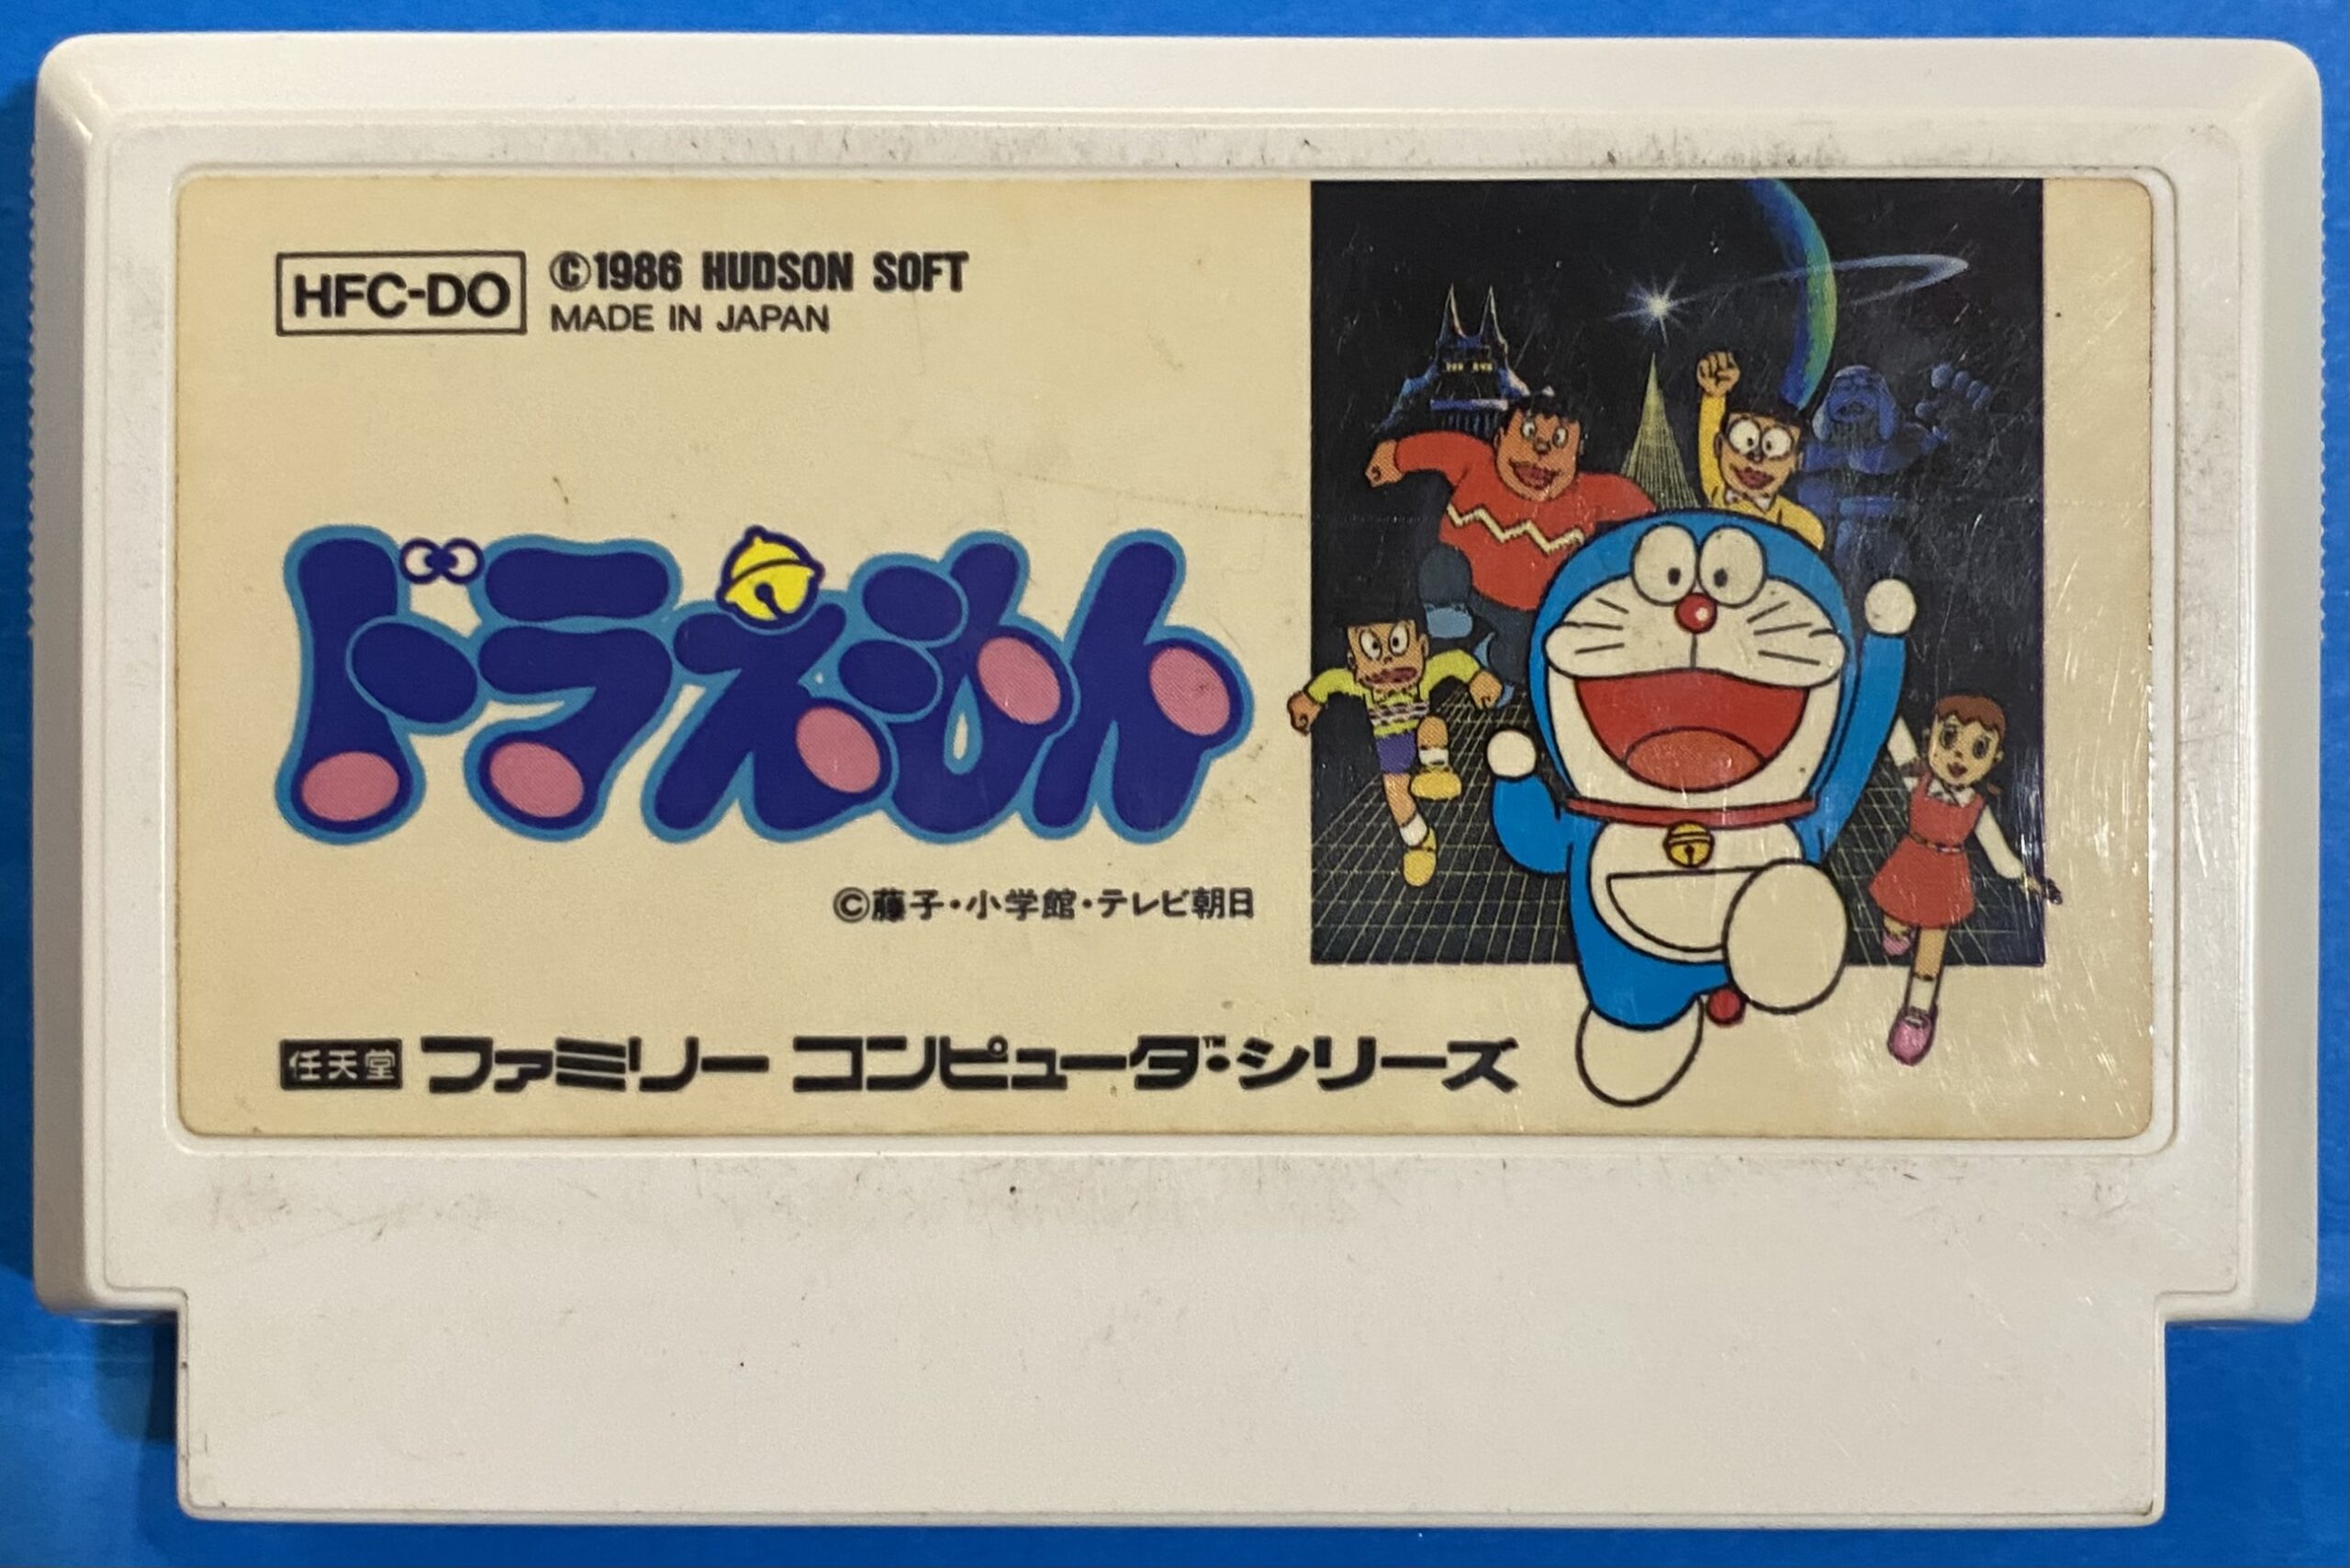 HFC-DO
©1986 HUDSON SOFT
MADE IN JAPAN
ドラえもん
©藤子・小学館・テレビ朝日
任天堂 ファミリー コンピュータ™・シリーズ